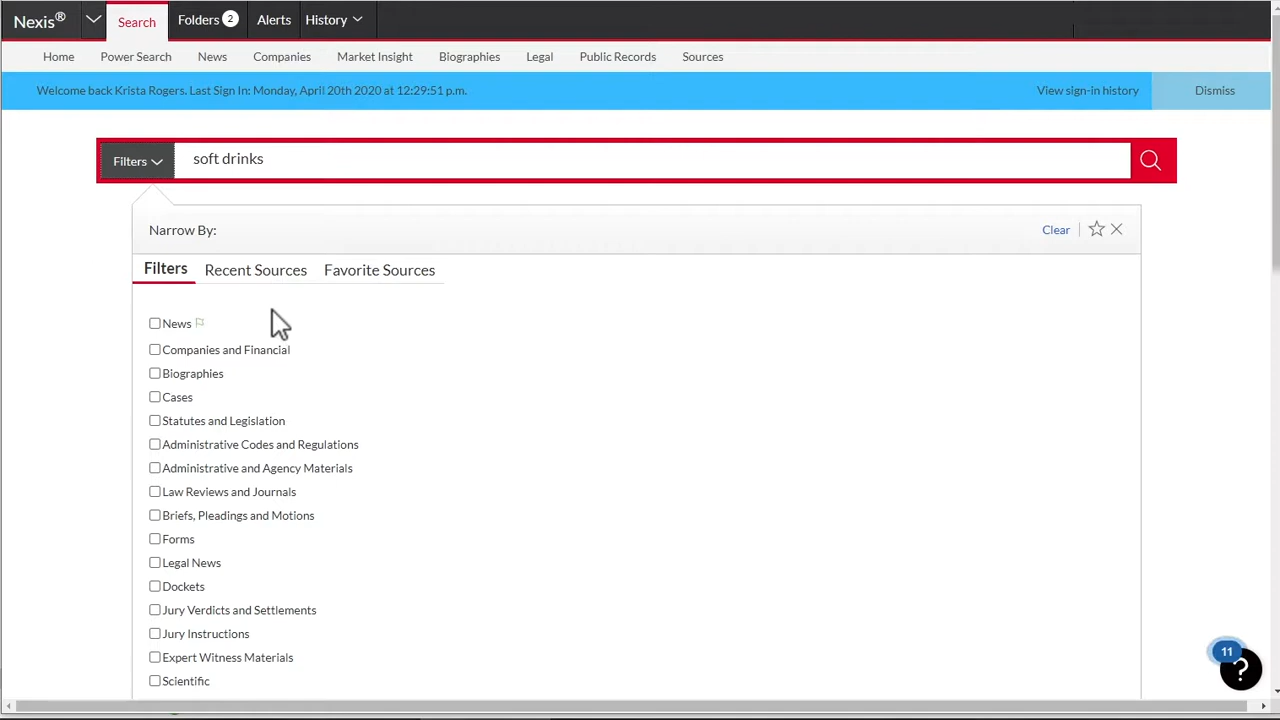 Nexis® Search Folders 2 Alerts History
Home Power Search News Companies Market Insight Biographies Legal Public Records Sources
Welcome back Krista Rogers. Last Sign In: Monday, April 20th 2020 at 12:29:51 p.m. View sign-in history Dismiss
Filters soft drinks
Narrow By: Clear
Filters Recent Sources Favorite Sources
News
Companies and Financial
Biographies
Cases
Statutes and Legislation
Administrative Codes and Regulations
Administrative and Agency Materials
Law Reviews and Journals
Briefs, Pleadings and Motions
Forms
Legal News
Dockets
Jury Verdicts and Settlements
Jury Instructions
Expert Witness Materials
Scientific
11
?